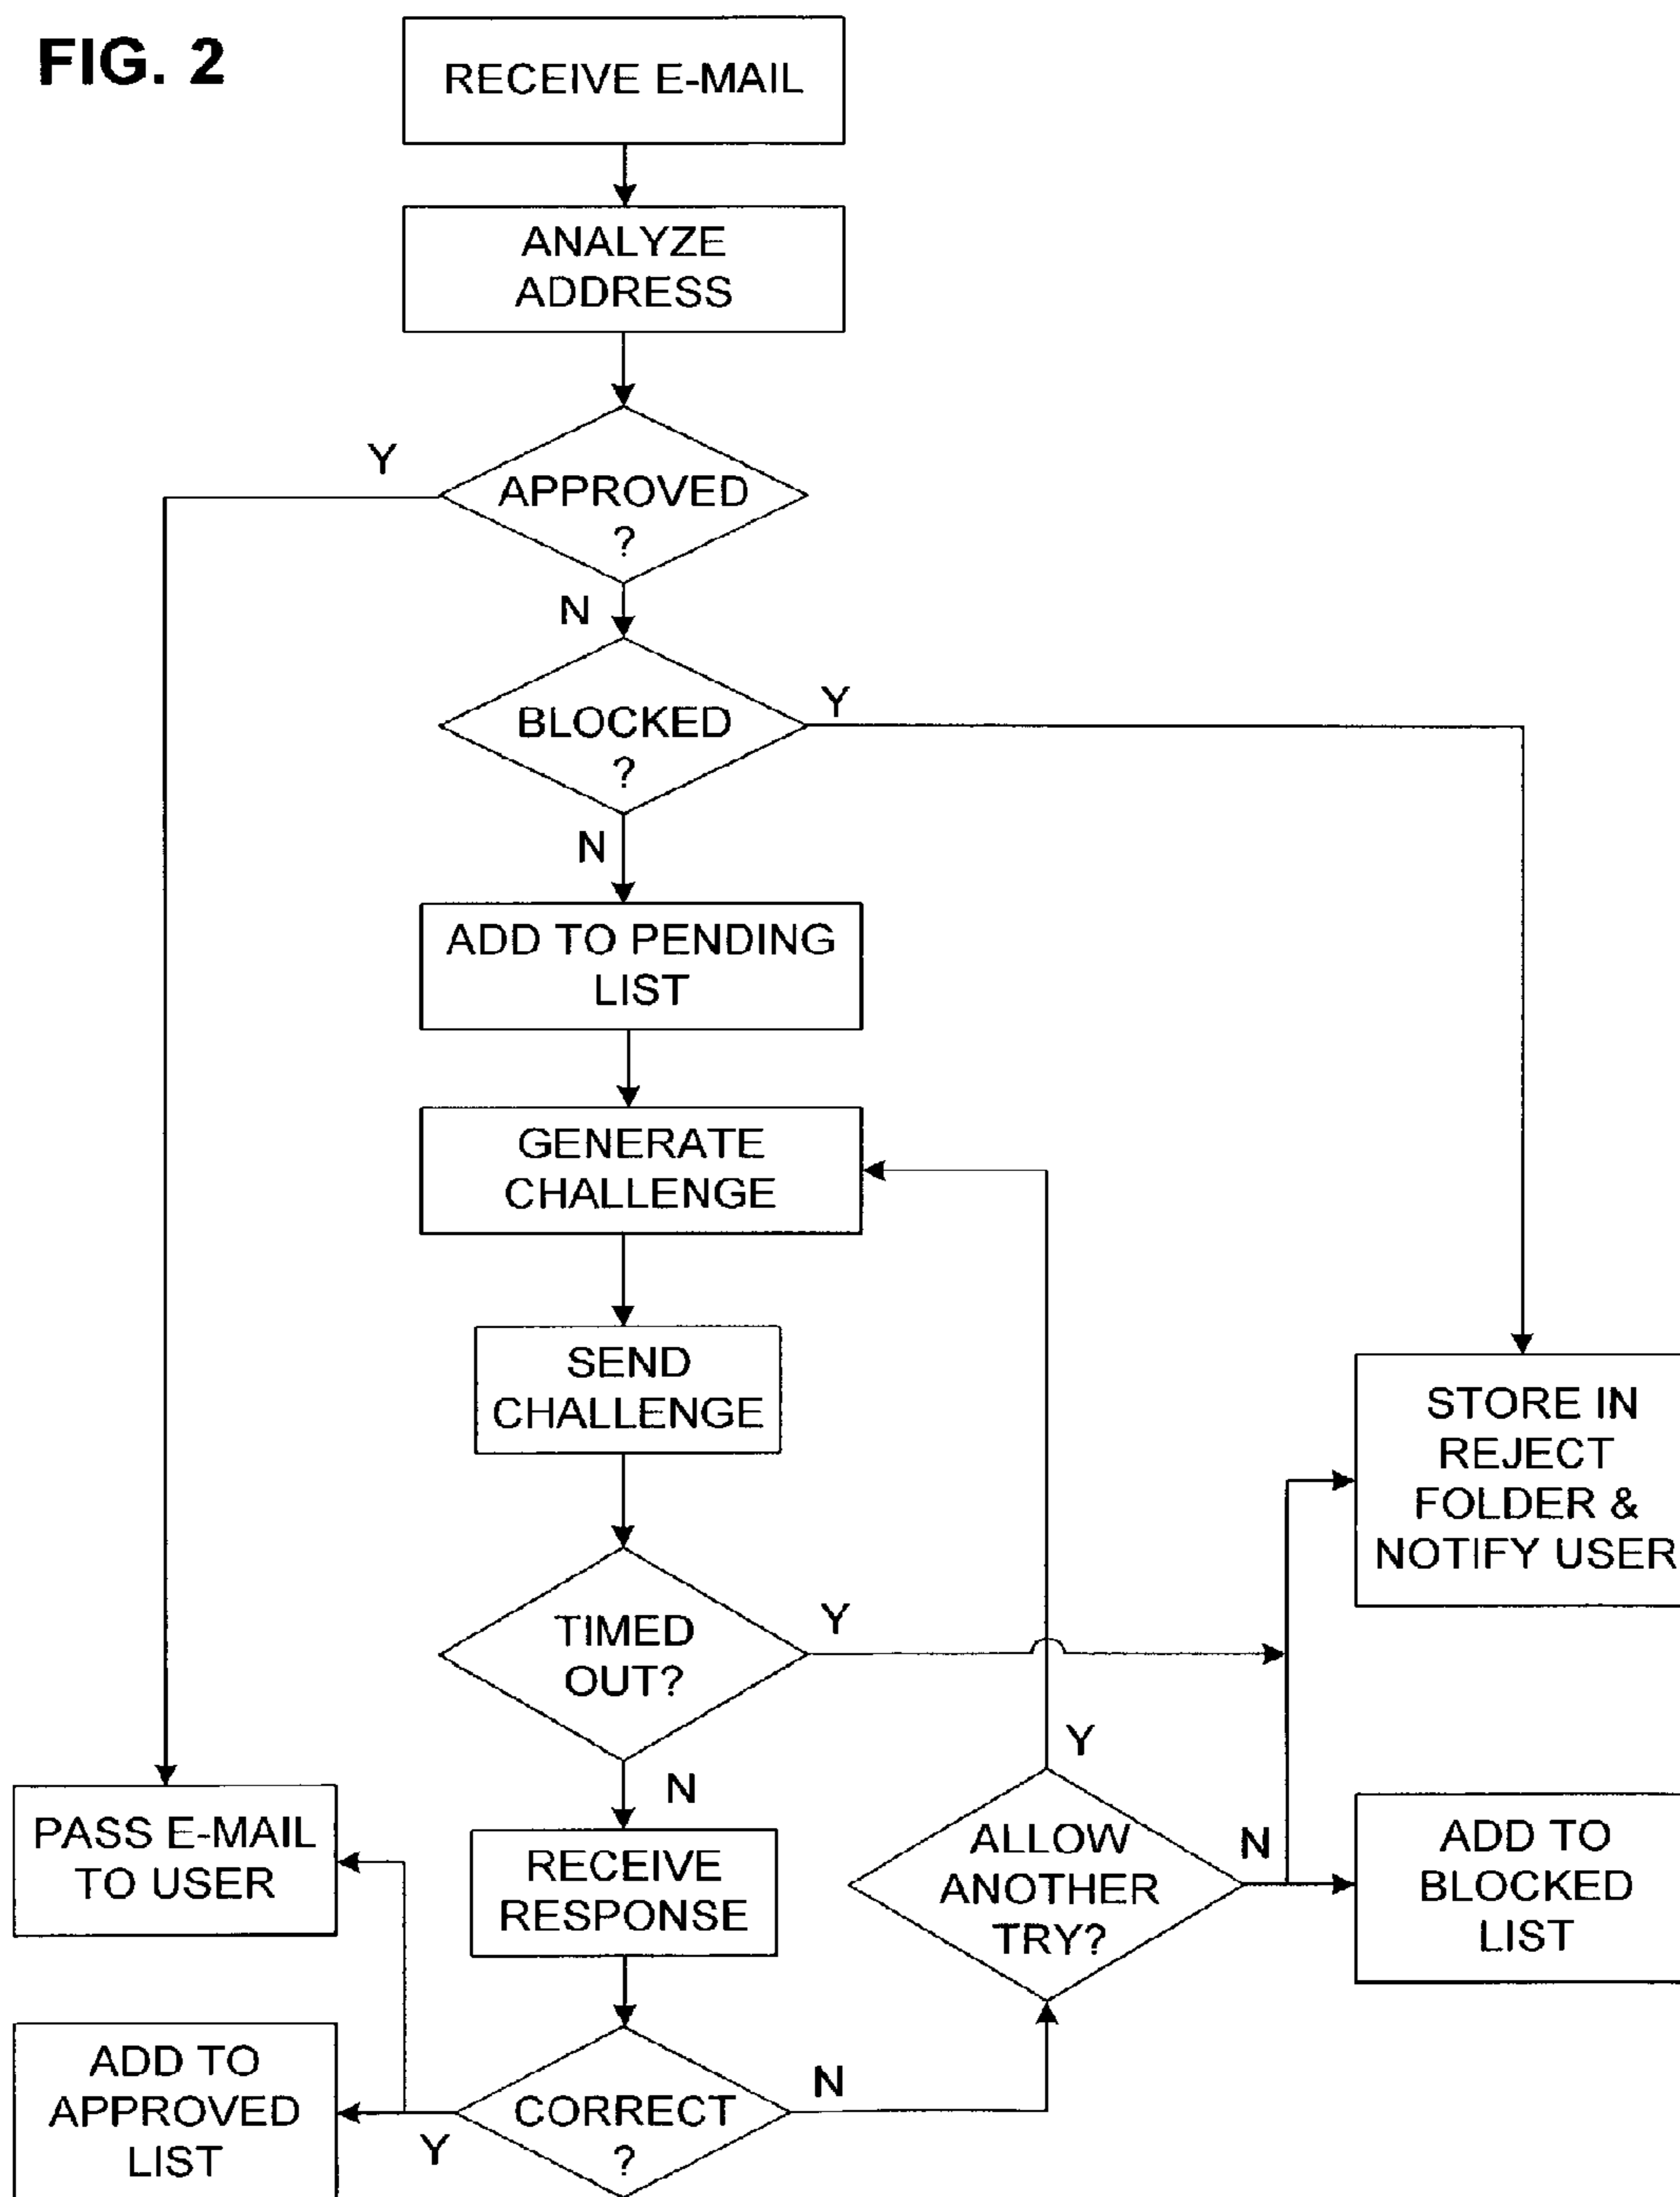 FIG. 2
RECEIVE E-MAIL
ANALYZE
ADDRESS
Y
APPROVED
?
N
BLOCKED
?
Y
N
ADD TO PENDING
LIST
GENERATE
CHALLENGE
SEND
CHALLENGE
STORE IN
REJECT
FOLDER &
NOTIFY USER
TIMED
OUT?
Y
N
Y
PASS E-MAIL
TO USER
RECEIVE
RESPONSE
ALLOW
ANOTHER
TRY?
N
ADD TO
BLOCKED
LIST
ADD TO
APPROVED
LIST
Y
CORRECT
?
N